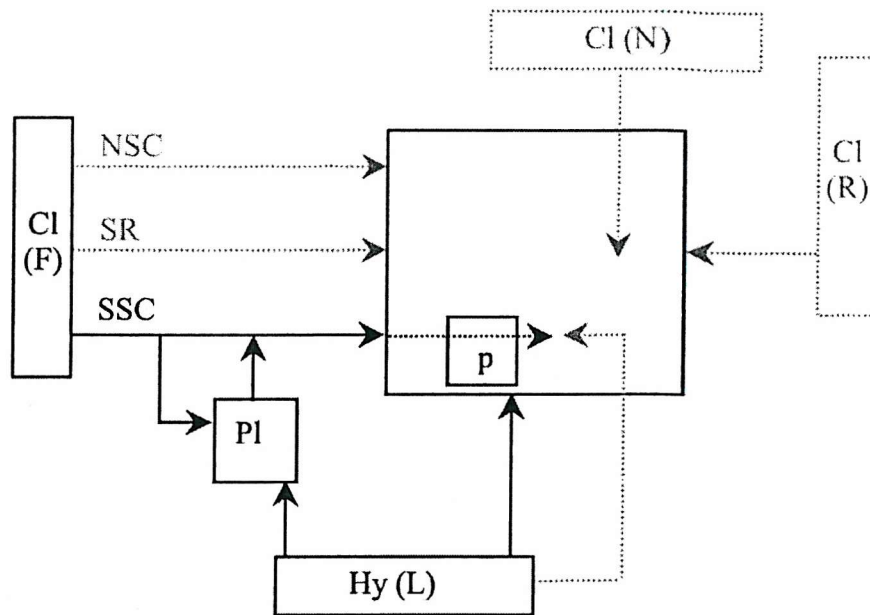 Cl (N)
Cl
(R)
NSC
Cl
(F)
SR
SSC
p
Pl
Hy (L)